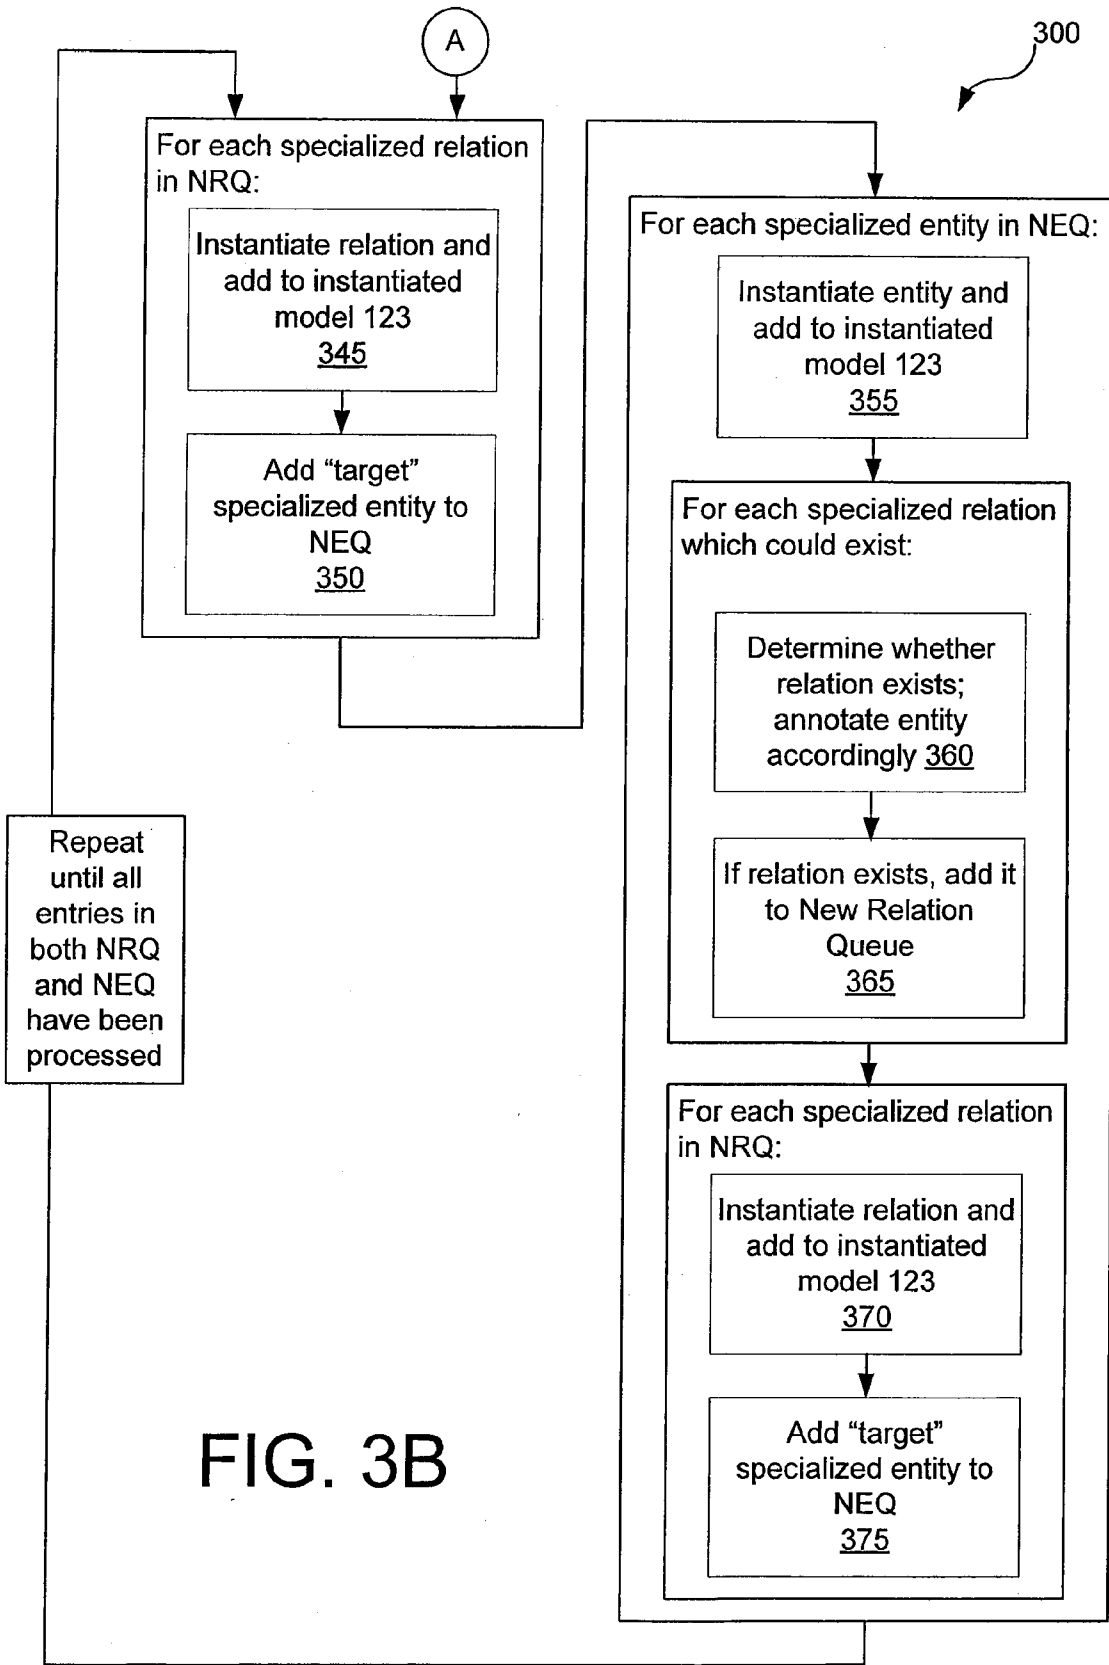 A
300
For each specialized relation
in NRQ:
Instantiate relation and
add to instantiated
model 123
345
Add “target”
specialized entity to
NEQ
350
For each specialized entity in NEQ:
Instantiate entity and
add to instantiated
model 123
355
For each specialized relation
which could exist:
Determine whether
relation exists;
annotate entity
accordingly 360
If relation exists, add it
to New Relation
Queue
365
For each specialized relation
in NRQ:
Instantiate relation and
add to instantiated
model 123
370
Add “target”
specialized entity to
NEQ
375
Repeat
until all
entries in
both NRQ
and NEQ
have been
processed
FIG. 3B